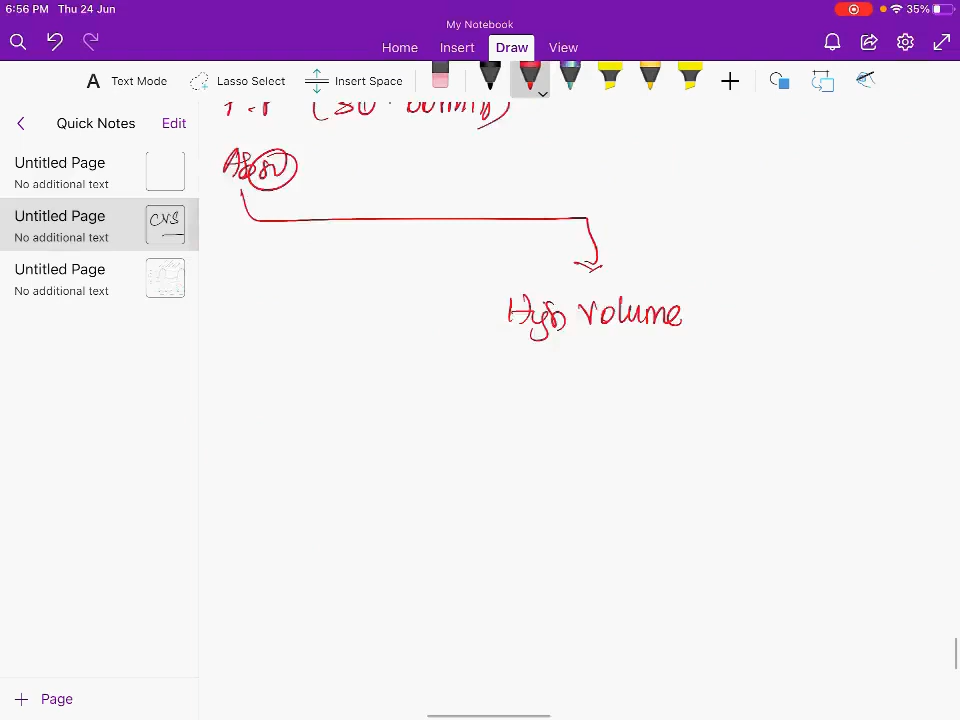 6:56 PM Thu 24 Jun
35%
My Notebook
Home Insert Draw View
Text Mode Lasso Select Insert Space
Quick Notes Edit
Untitled Page
No additional text
Untitled Page
No additional text
CNS
Untitled Page
No additional text
volume
Page